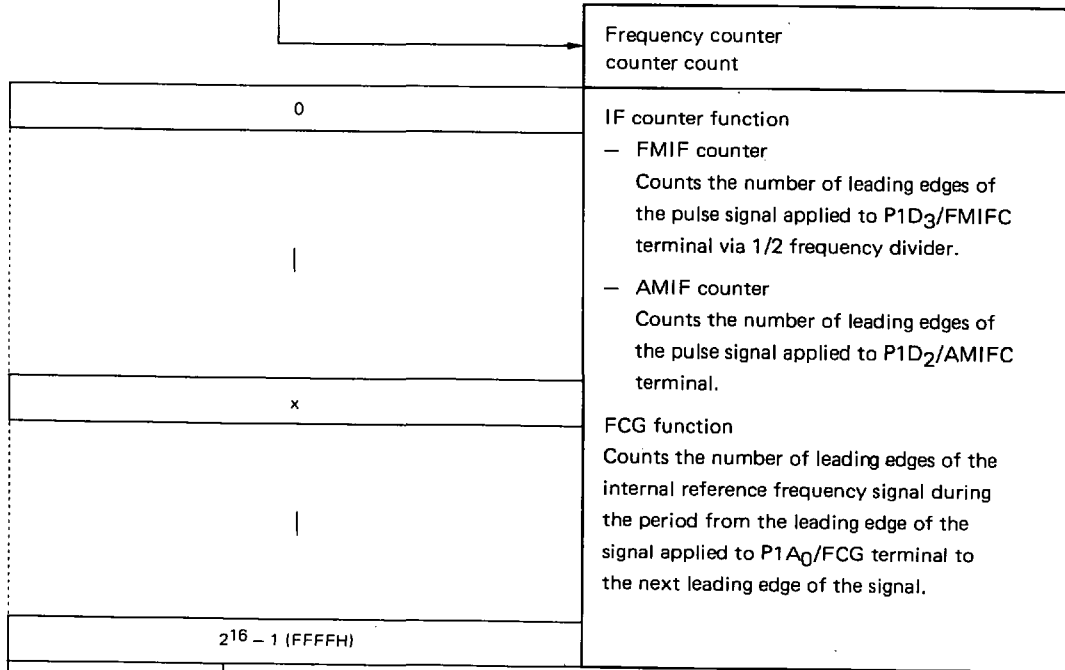 Frequency counter
counter count
0
IF counter function
— FMIF counter
Counts the number of leading edges of
the pulse signal applied to P1D3/FMIFC
terminal via 1/2 frequency divider.
— AMIF counter
Counts the number of leading edges of
the pulse signal applied to P1D2/AMIFC
terminal.
x
FCG function
Counts the number of leading edges of the
internal reference frequency signal during
the period from the leading edge of the
signal applied to P1A0/FCG terminal to
the next leading edge of the signal.
2^16 – 1 (FFFFH)